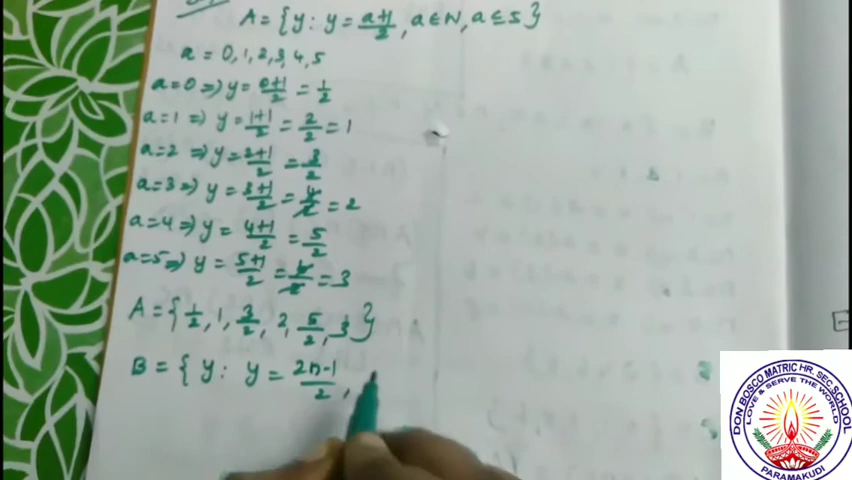 A = { y : y = a+1/2 , a ∈ N, a ≤ 5 }
a = 0, 1, 2, 3, 4, 5
a=0 => y = 0+1/2 = 1/2
a=1 => y = 1+1/2 = 2/2 = 1
a=2 => y = 2+1/2 = 3/2
a=3 => y = 3+1/2 = 4/2 = 2
a=4 => y = 4+1/2 = 5/2
a=5 => y = 5+1/2 = 6/2 = 3
A = { 1/2, 1, 3/2, 2, 5/2, 3 }
B = { y : y = 2n-1/2 ,
DON BOSCO MATRIC HR. SEC. SCHOOL
LOVE & SERVE THE WORLD
PARAMAKUDI